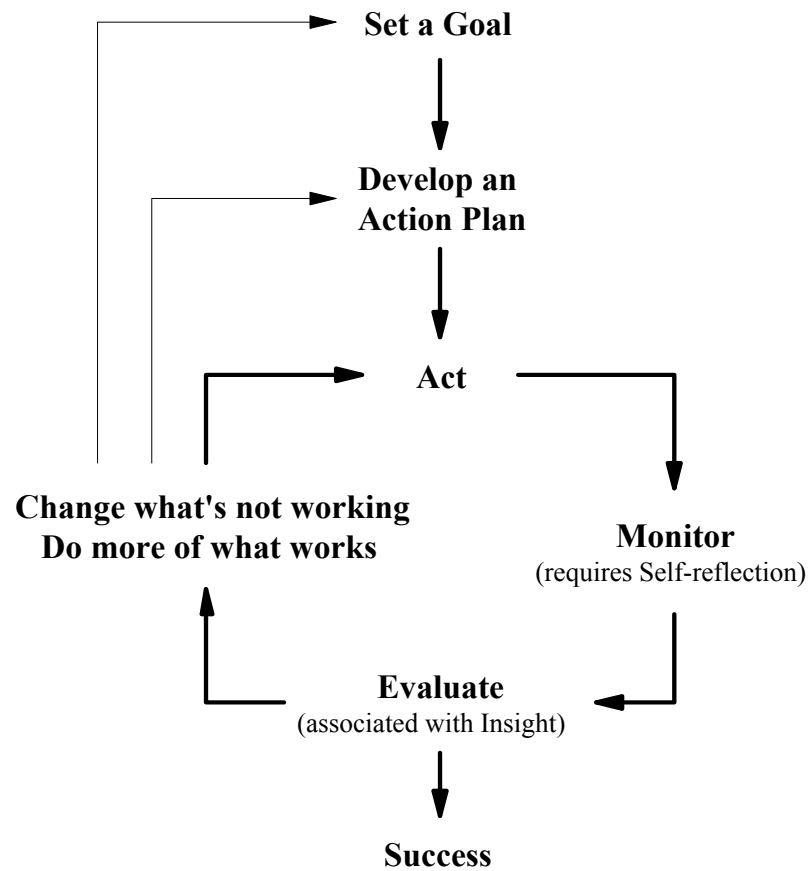 Set a Goal
Develop an
Action Plan
Act
Change what's not working
Do more of what works
Monitor
(requires Self-reflection)
Evaluate
(associated with Insight)
Success